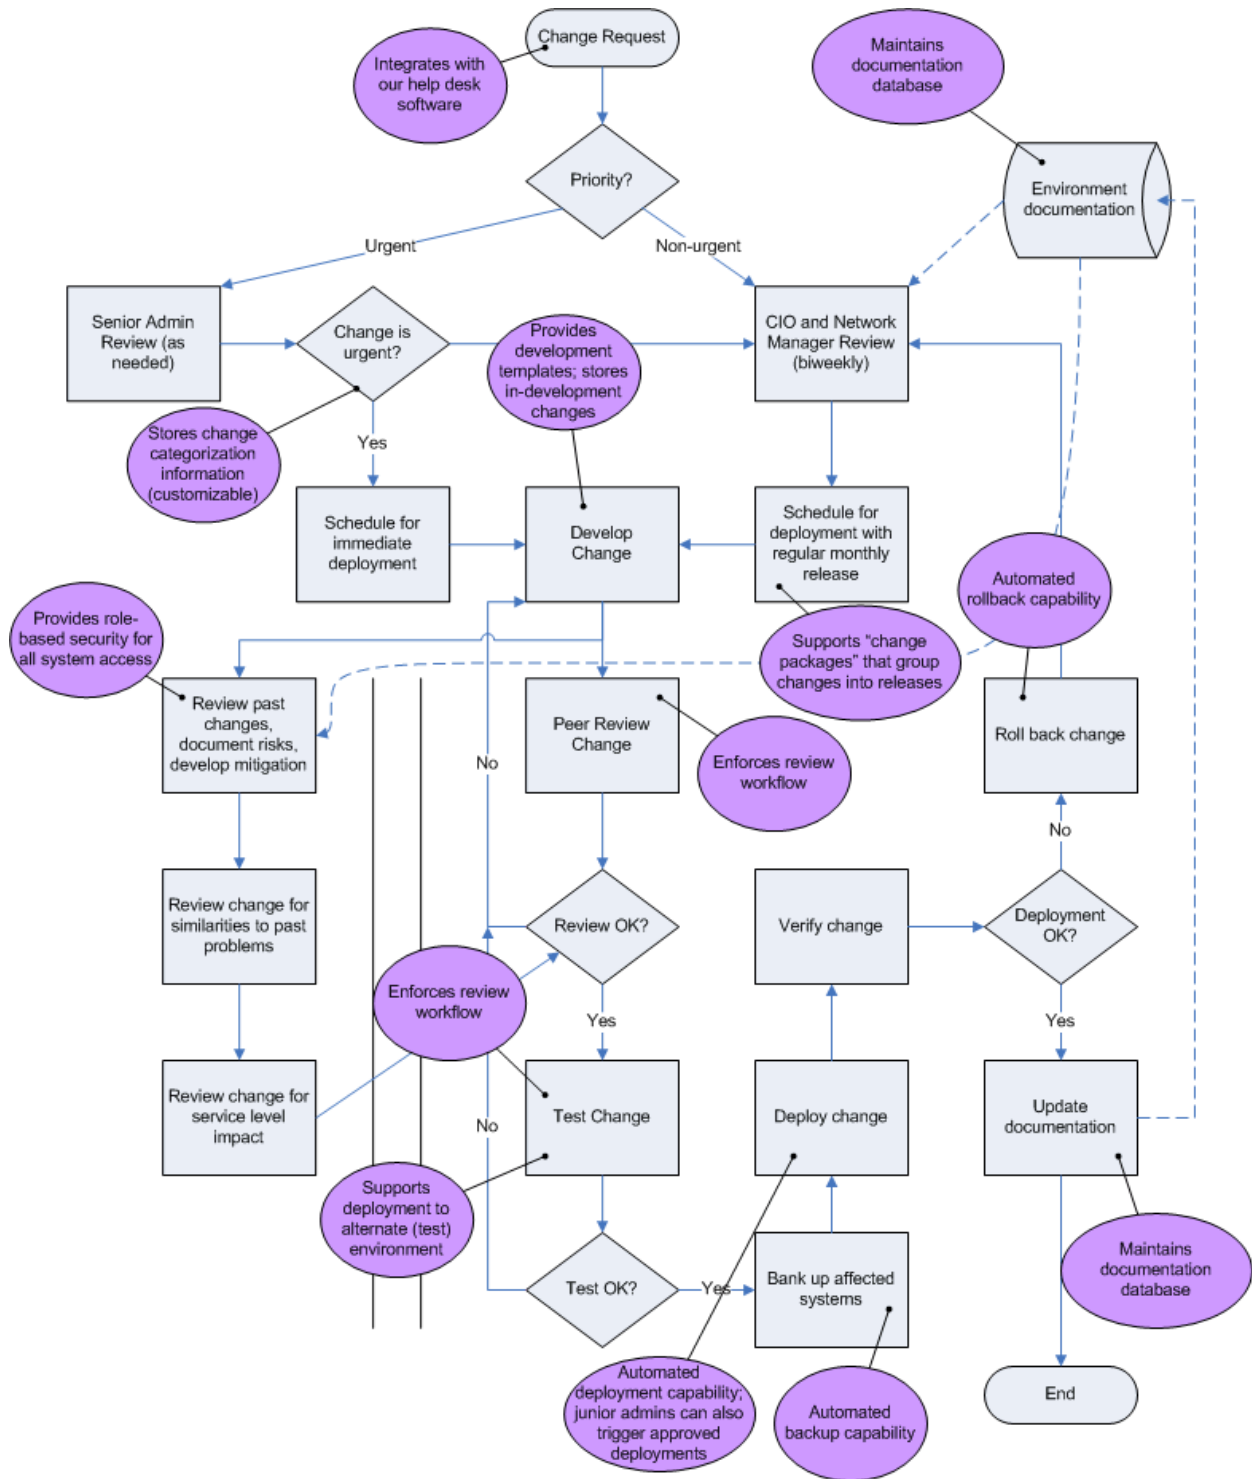 Change Request
Integrates with
our help desk
software
Maintains
documentation
database
Priority?
Environment
documentation
Urgent
Non-urgent
Senior Admin
Review (as
needed)
Change is
urgent?
Provides
development
templates; stores
in-development
changes
CIO and Network
Manager Review
(biweekly)
Stores change
categorization
information
(customizable)
Yes
Schedule for
immediate
deployment
Develop
Change
Schedule for
deployment with
regular monthly
release
Automated
rollback capability
Provides role-
based security for
all system access
Supports “change
packages” that group
changes into releases
Review past
changes,
document risks,
develop mitigation
Peer Review
Change
Roll back change
No
Enforces review
workflow
No
Review change for
similarities to past
problems
Review OK?
Verify change
Deployment
OK?
Enforces review
workflow
Yes
Yes
Review change for
service level
impact
No
Test Change
Deploy change
Update
documentation
Supports
deployment to
alternate (test)
environment
Test OK?
Yes
Bank up affected
systems
Maintains
documentation
database
Automated
deployment capability;
junior admins can also
trigger approved
deployments
Automated
backup capability
End